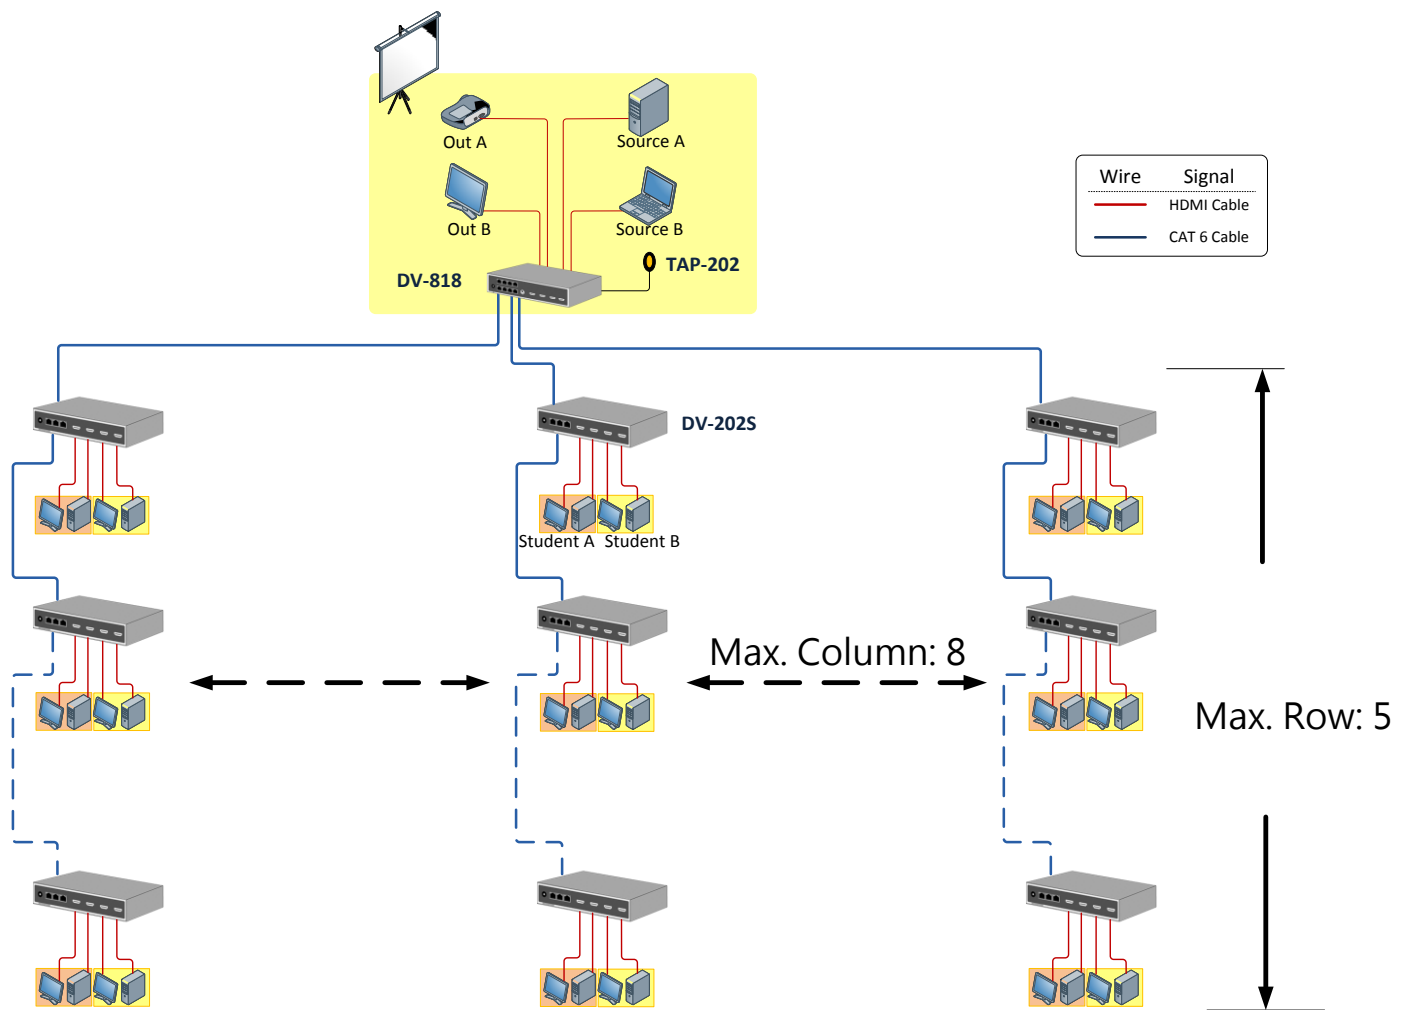 Out A
Source A
Out B
Source B
TAP-202
DV-818
Wire Signal
HDMI Cable
CAT 6 Cable
DV-202S
Student A Student B
Max. Column: 8
Max. Row: 5